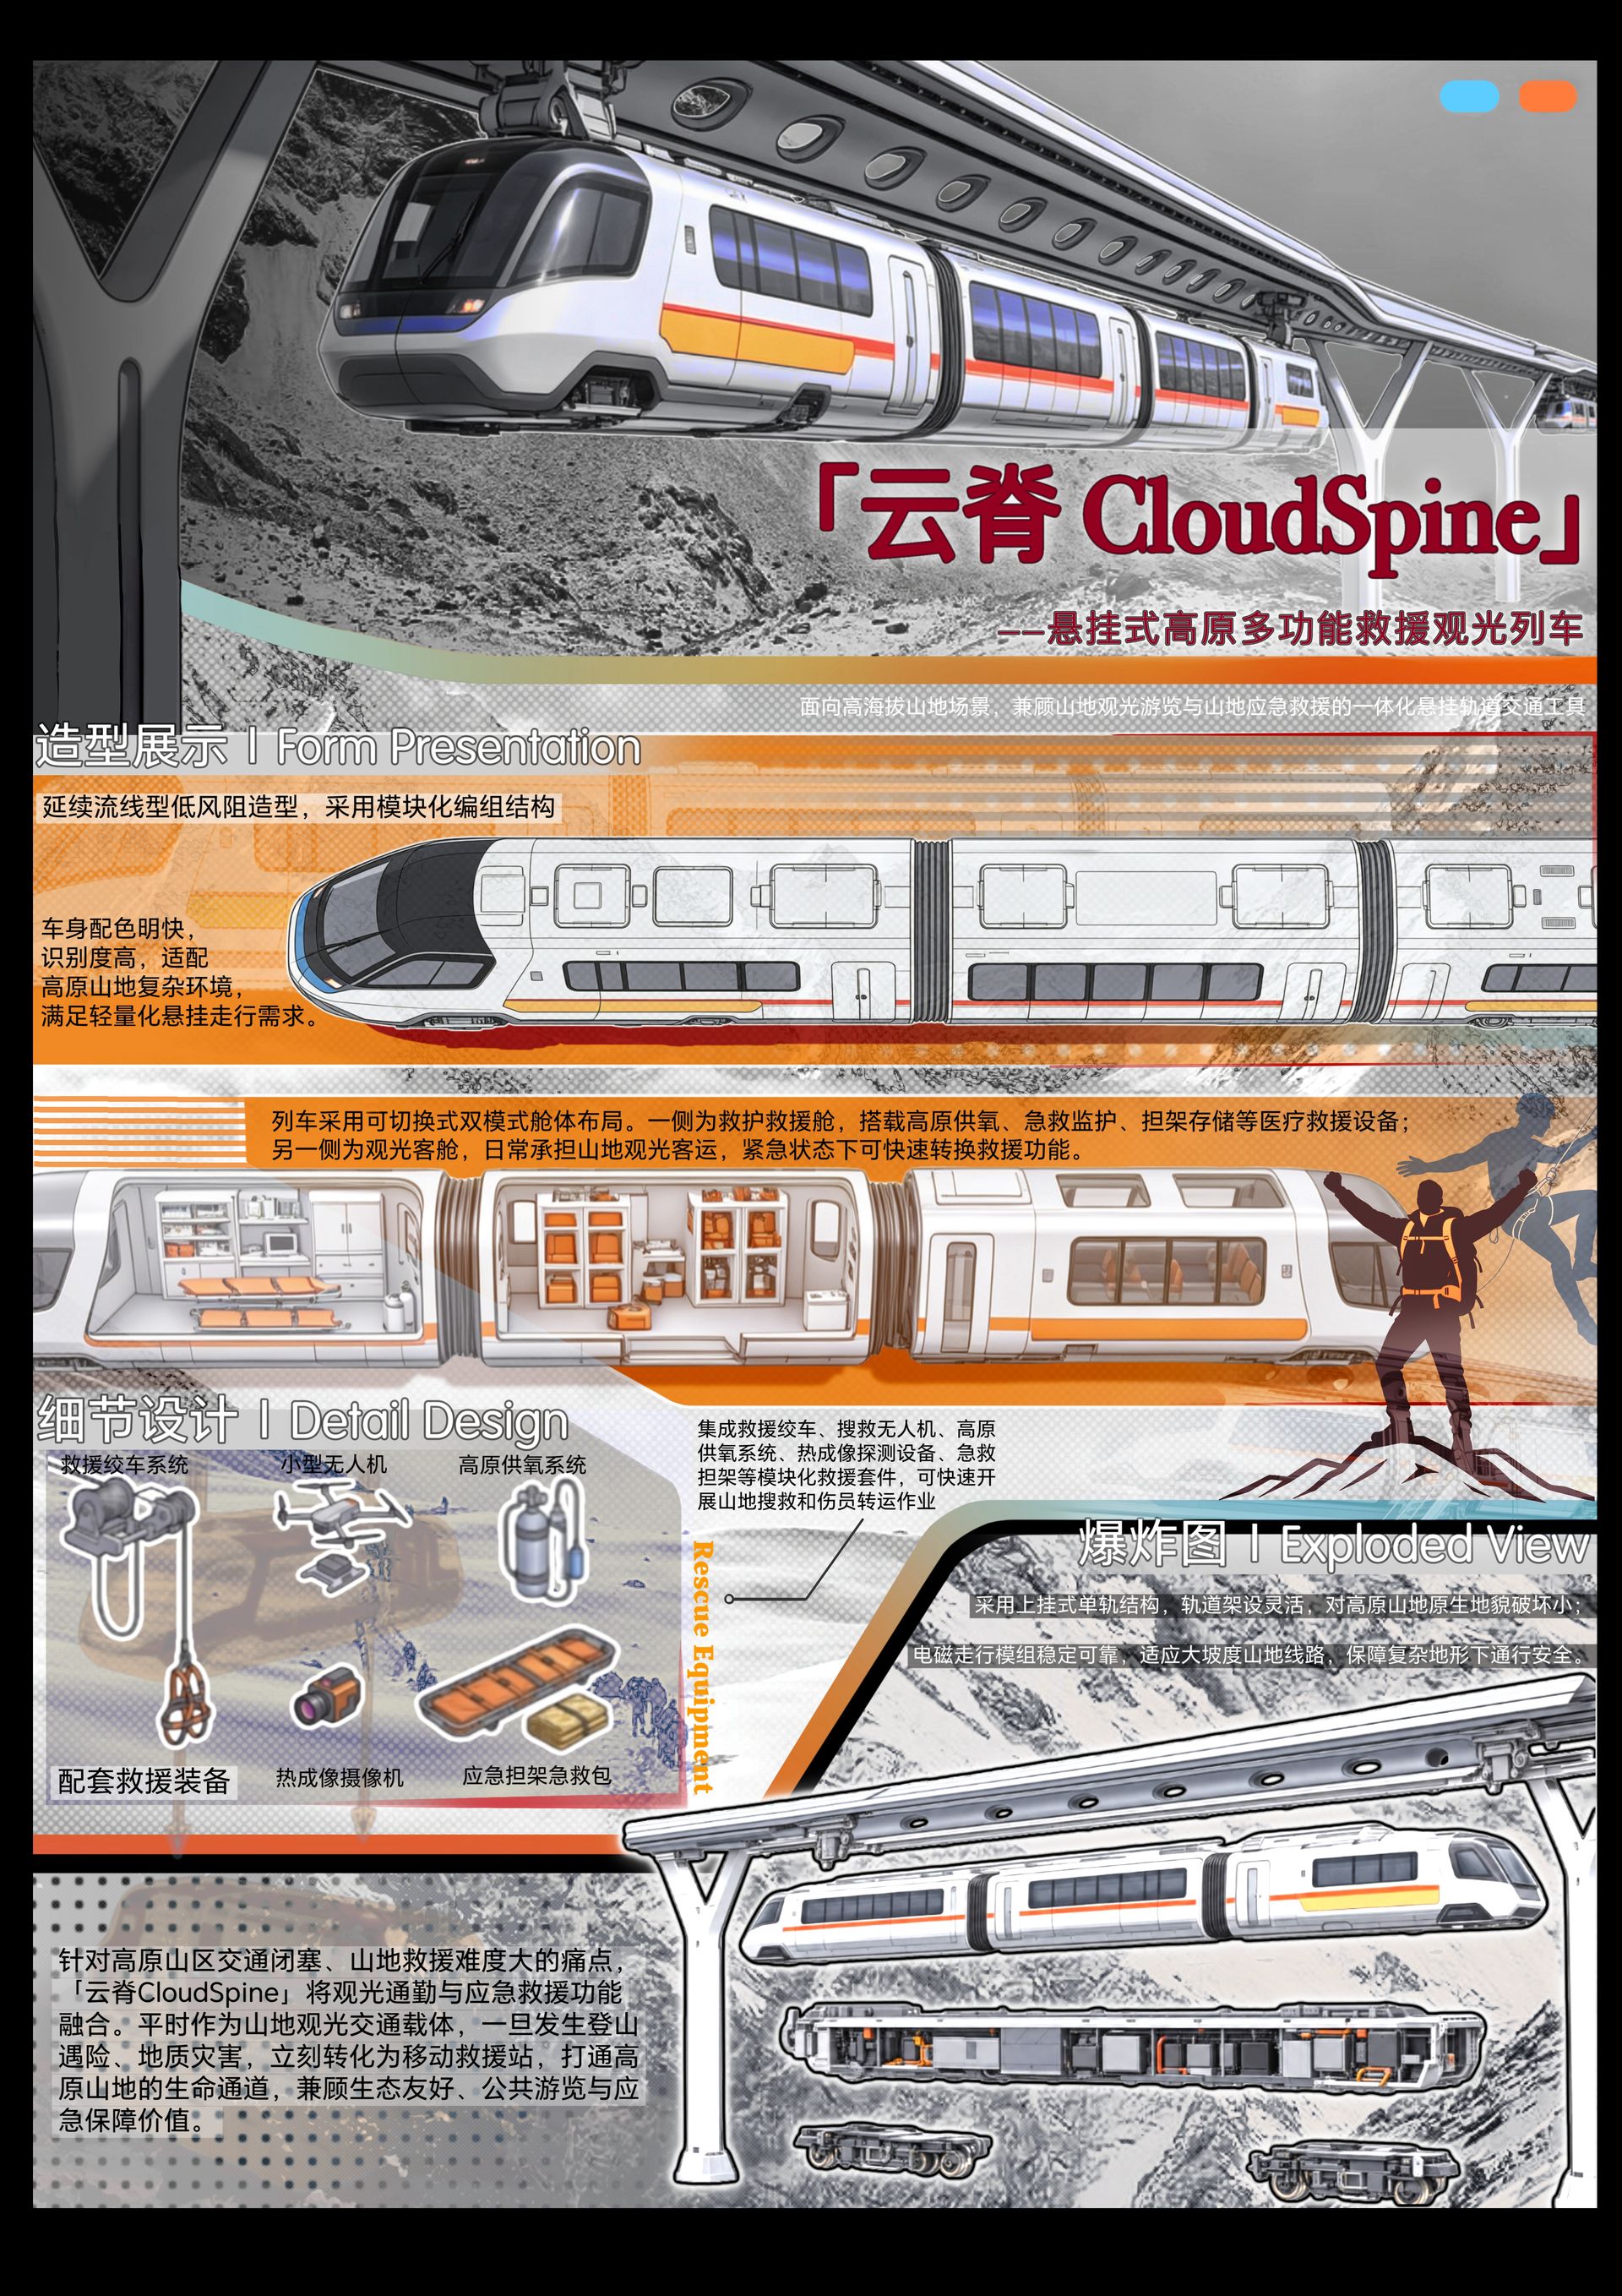 「云脊 CloudSpine」
——悬挂式高原多功能救援观光列车
面向高海拔山地场景，兼顾山地观光游览与山地应急救援的一体化悬挂轨道交通工具
造型展示 | Form Presentation
延续流线型低风阻造型，采用模块化编组结构
车身配色明快，
识别度高，适配
高原山地复杂环境，
满足轻量化悬挂走行需求。
列车采用可切换式双模式舱体布局。一侧为救护救援舱，搭载高原供氧、急救监护、担架存储等医疗救援设备；
另一侧为观光客舱，日常承担山地观光客运，紧急状态下可快速转换救援功能。
细节设计 | Detail Design
救援绞车系统
小型无人机
高原供氧系统
配套救援装备
热成像摄像机
应急担架急救包
集成救援绞车、搜救无人机、高原
供氧系统、热成像探测设备、急救
担架等模块化救援套件，可快速开
展山地搜救和伤员转运作业
Rescue Equipment
爆炸图 | Exploded View
采用上挂式单轨结构，轨道架设灵活，对高原山地原生地貌破坏小；
电磁走行模组稳定可靠，适应大坡度山地线路，保障复杂地形下通行安全。
针对高原山区交通闭塞、山地救援难度大的痛点，
「云脊CloudSpine」将观光通勤与应急救援功能
融合。平时作为山地观光交通载体，一旦发生登山
遇险、地质灾害，立刻转化为移动救援站，打通高
原山地的生命通道，兼顾生态友好、公共游览与应
急保障价值。